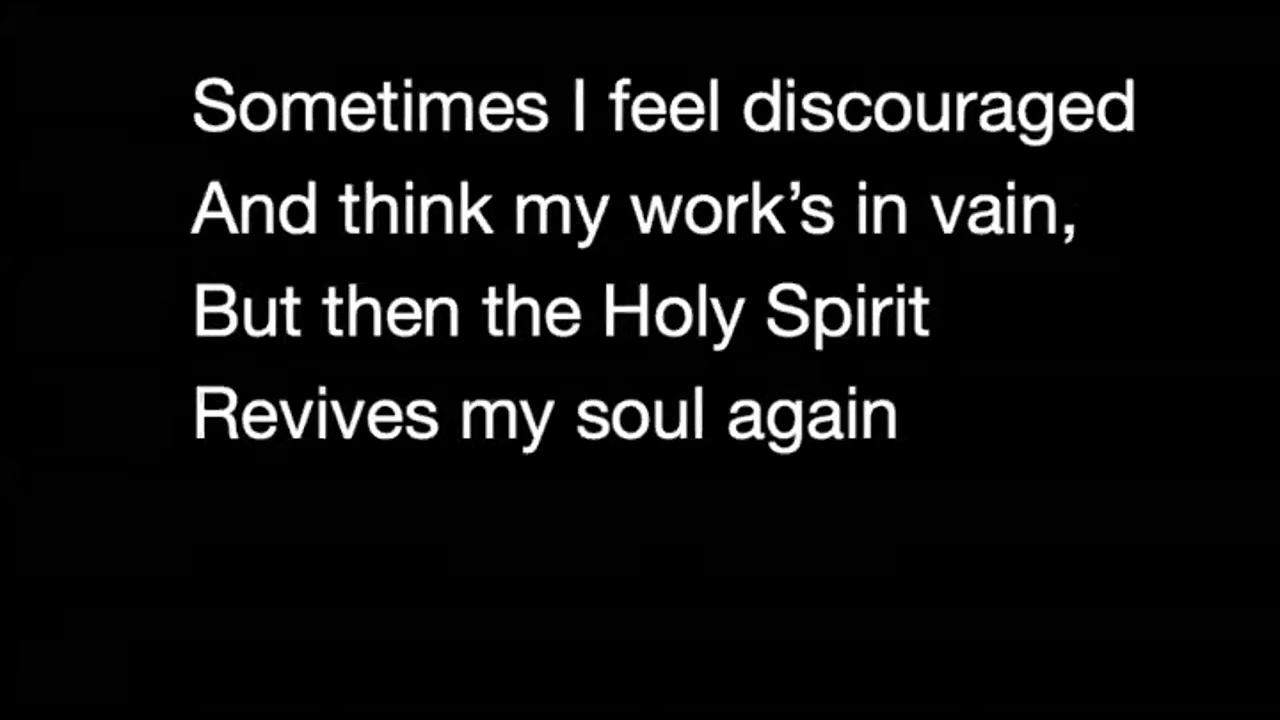 Sometimes I feel discouraged
And think my work’s in vain,
But then the Holy Spirit
Revives my soul again